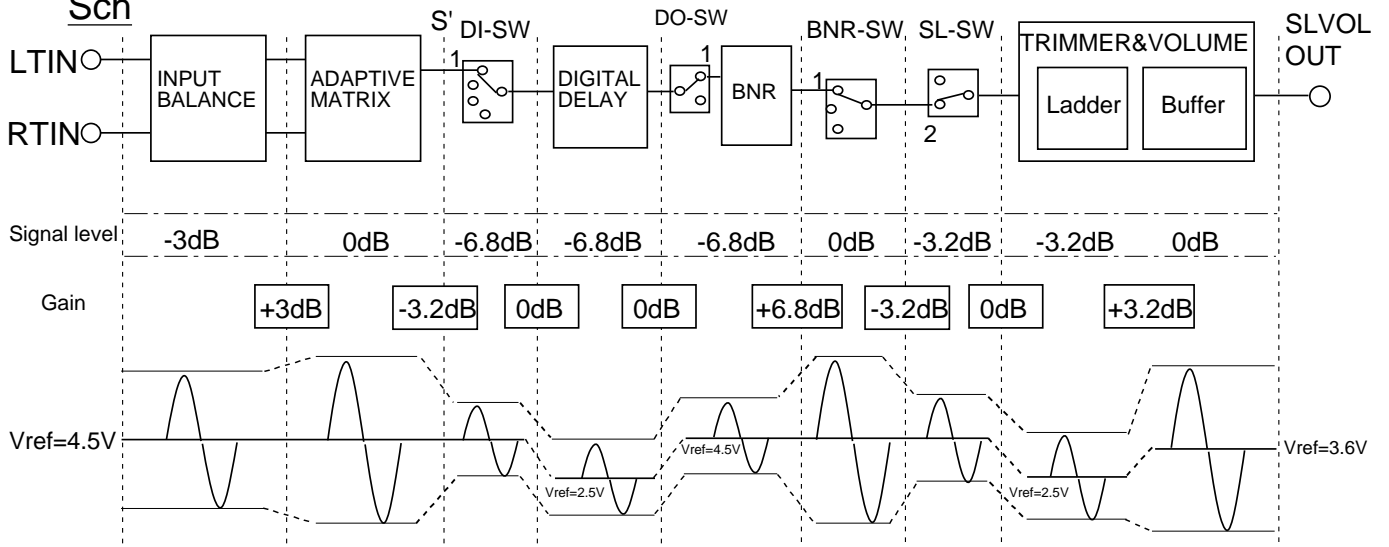 Sch
LTIN
RTIN
INPUT
BALANCE
ADAPTIVE
MATRIX
S'
DI-SW
1
DIGITAL
DELAY
DO-SW
1
BNR
BNR-SW
1
SL-SW
2
TRIMMER&VOLUME
Ladder
Buffer
SLVOL
OUT
Signal level -3dB 0dB -6.8dB -6.8dB -6.8dB 0dB -3.2dB -3.2dB 0dB
Gain +3dB -3.2dB 0dB 0dB +6.8dB -3.2dB 0dB +3.2dB
Vref=4.5V
Vref=2.5V
Vref=4.5V
Vref=2.5V
Vref=3.6V